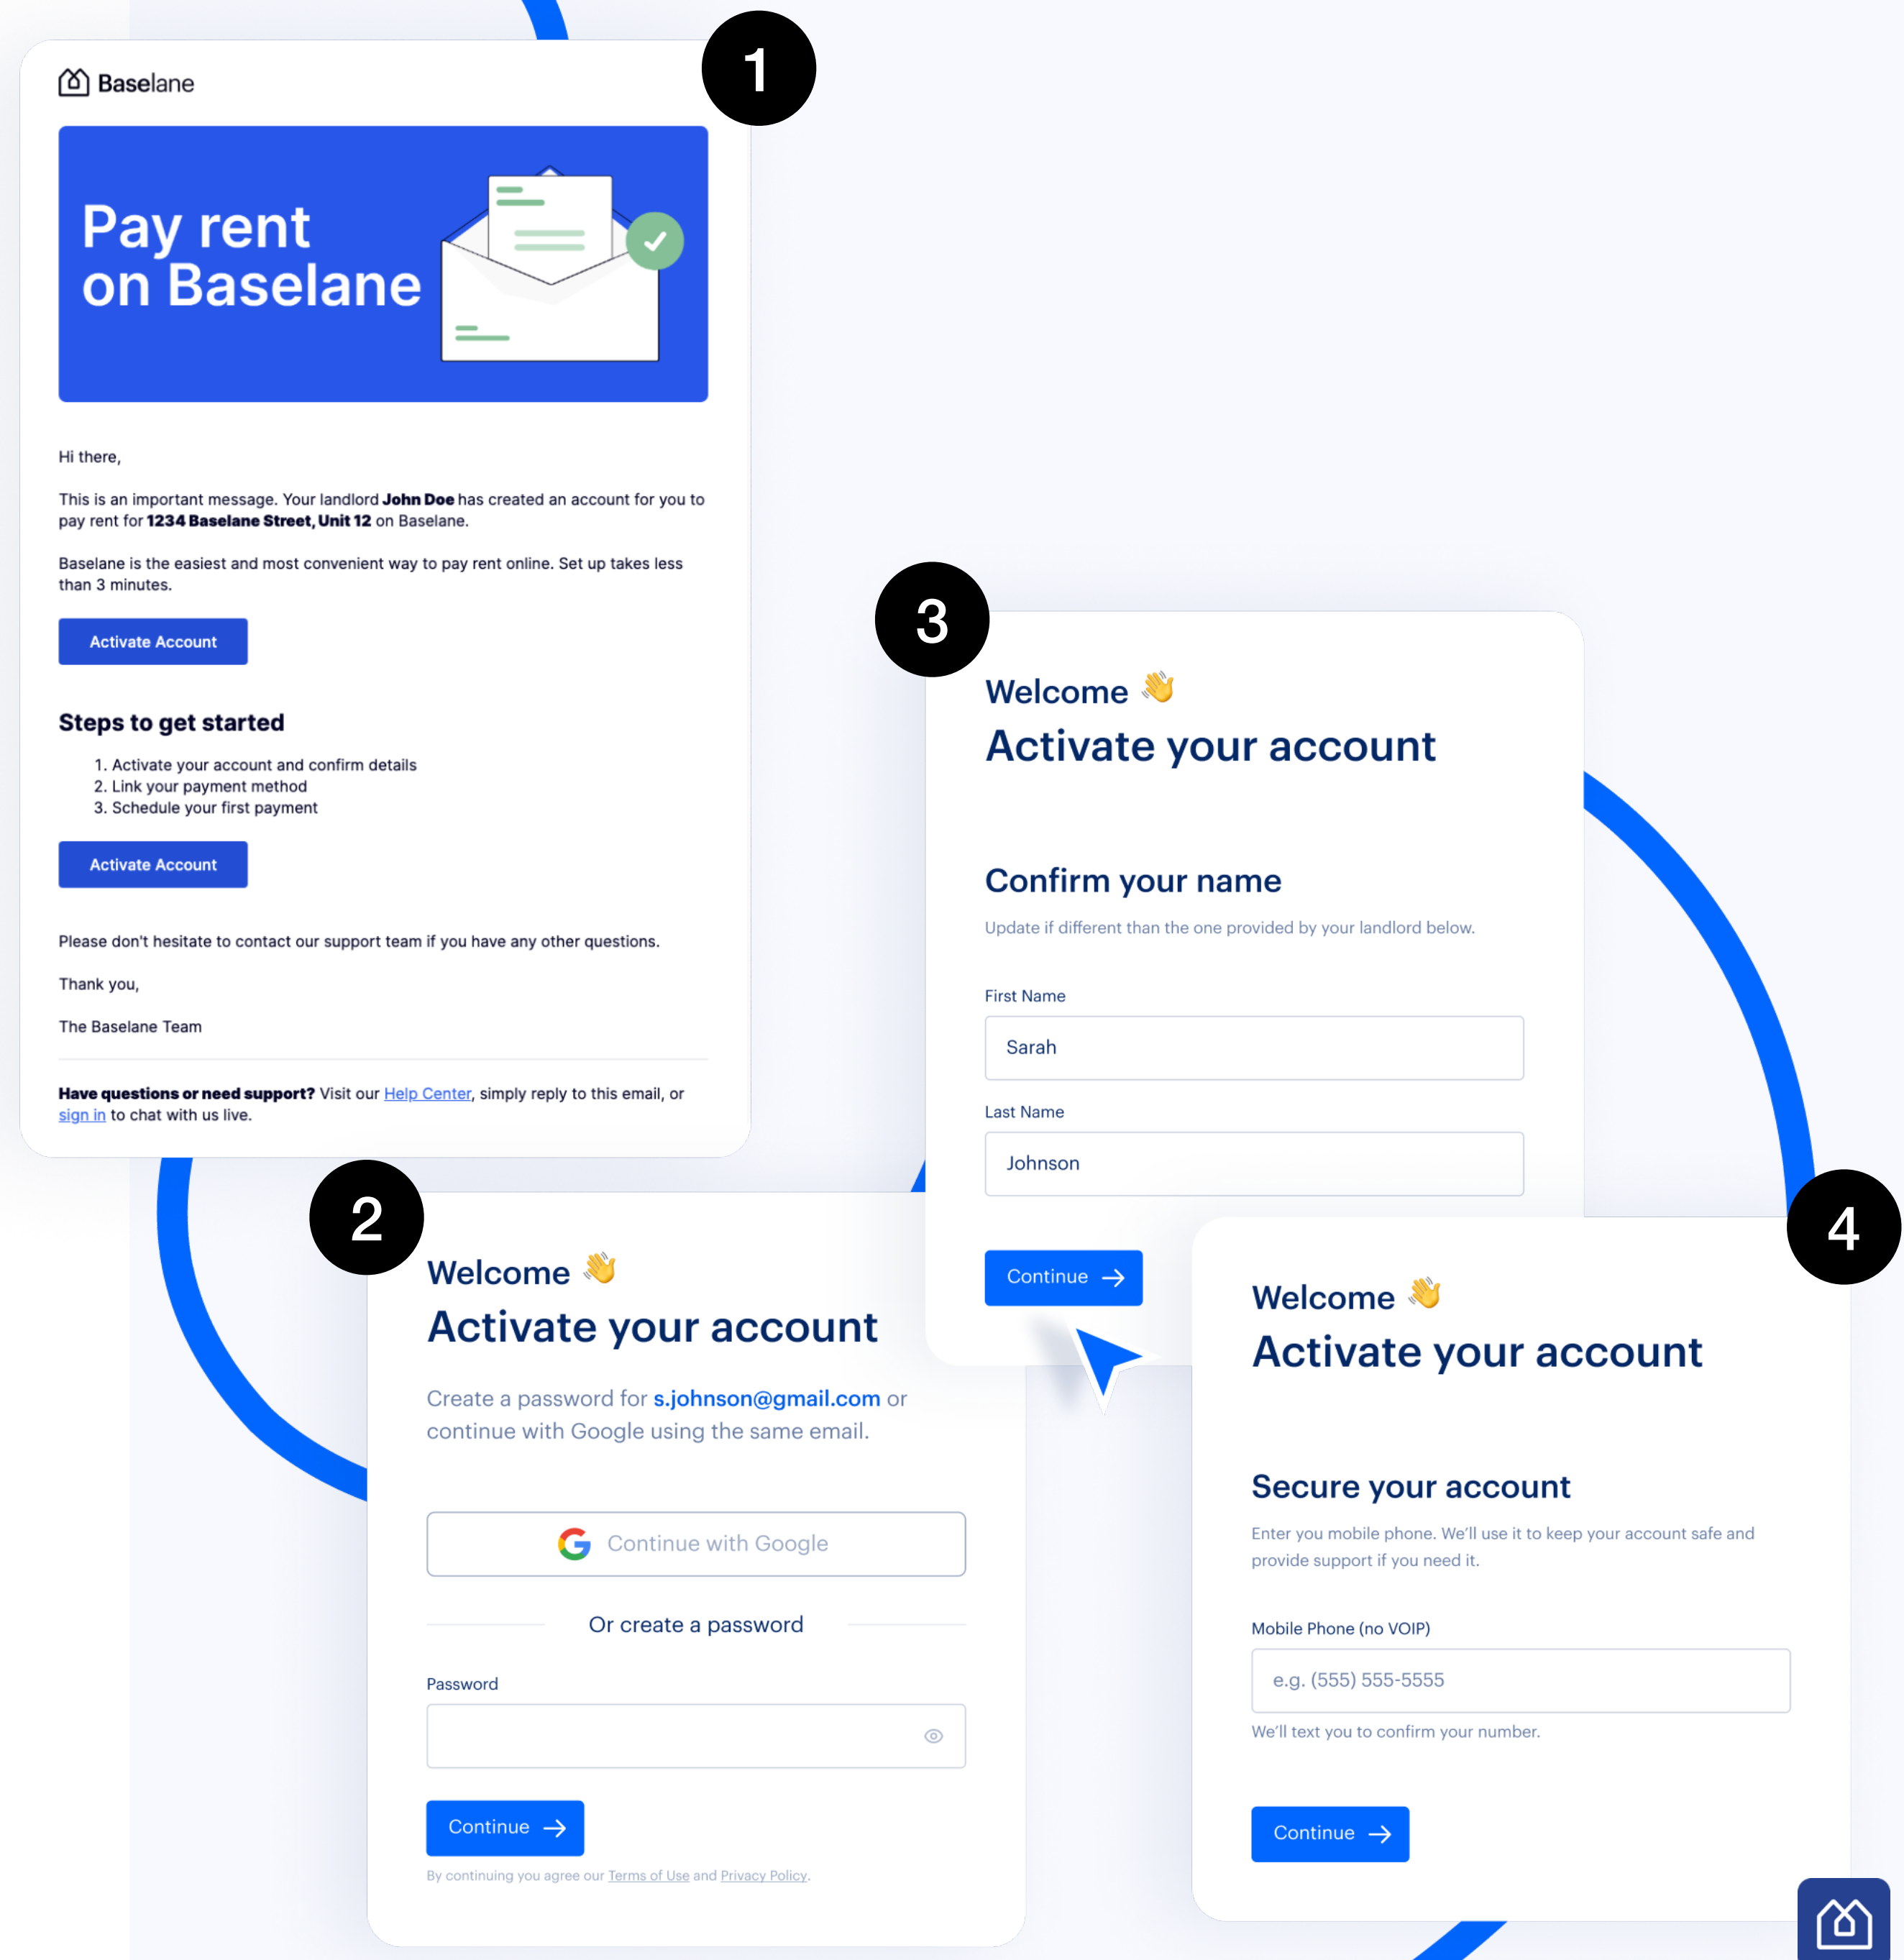 1
Baselane
Pay rent
on Baselane
Hi there,
This is an important message. Your landlord John Doe has created an account for you to
pay rent for 1234 Baselane Street, Unit 12 on Baselane.
Baselane is the easiest and most convenient way to pay rent online. Set up takes less
than 3 minutes.
Activate Account
Steps to get started
1. Activate your account and confirm details
2. Link your payment method
3. Schedule your first payment
Activate Account
Please don't hesitate to contact our support team if you have any other questions.
Thank you,
The Baselane Team
Have questions or need support? Visit our Help Center, simply reply to this email, or
sign in to chat with us live.
2
Welcome 👋
Activate your account
Create a password for s.johnson@gmail.com or
continue with Google using the same email.
Continue with Google
Or create a password
Password
Continue →
By continuing you agree our Terms of Use and Privacy Policy.
3
Welcome 👋
Activate your account
Confirm your name
Update if different than the one provided by your landlord below.
First Name
Sarah
Last Name
Johnson
Continue →
4
Welcome 👋
Activate your account
Secure your account
Enter you mobile phone. We'll use it to keep your account safe and
provide support if you need it.
Mobile Phone (no VOIP)
e.g. (555) 555-5555
We'll text you to confirm your number.
Continue →